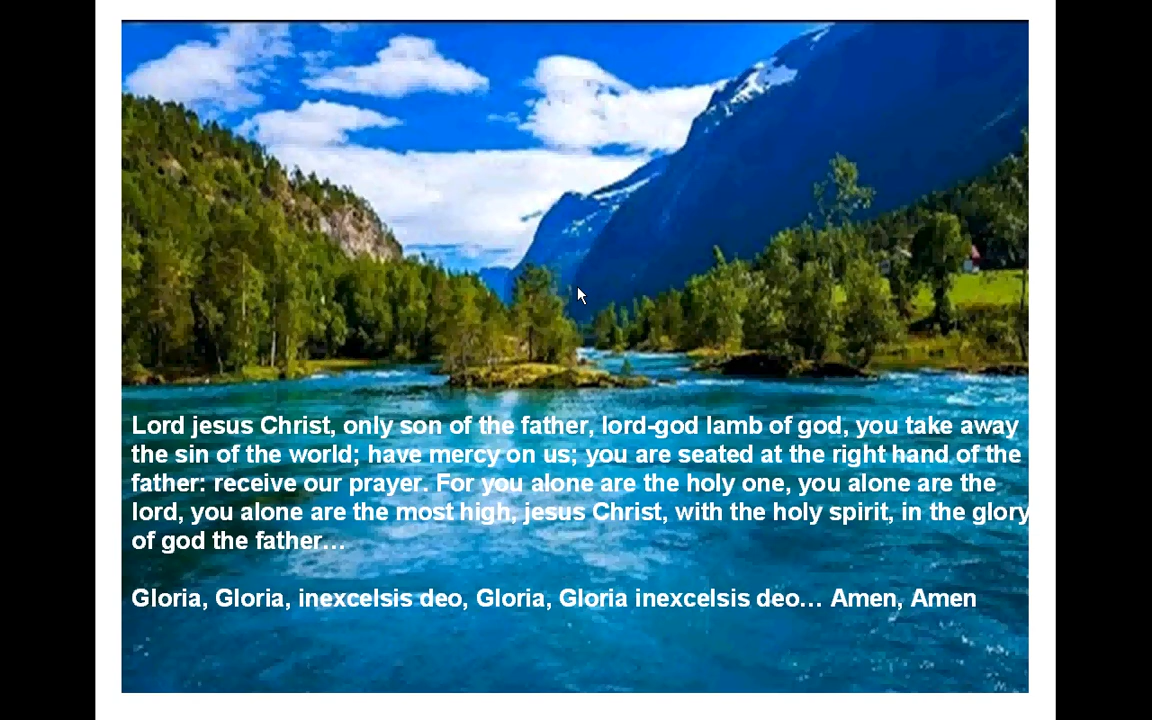 Lord jesus Christ, only son of the father, lord-god lamb of god, you take away
the sin of the world; have mercy on us; you are seated at the right hand of the
father: receive our prayer. For you alone are the holy one, you alone are the
lord, you alone are the most high, jesus Christ, with the holy spirit, in the glory
of god the father…
Gloria, Gloria, inexcelsis deo, Gloria, Gloria inexcelsis deo… Amen, Amen